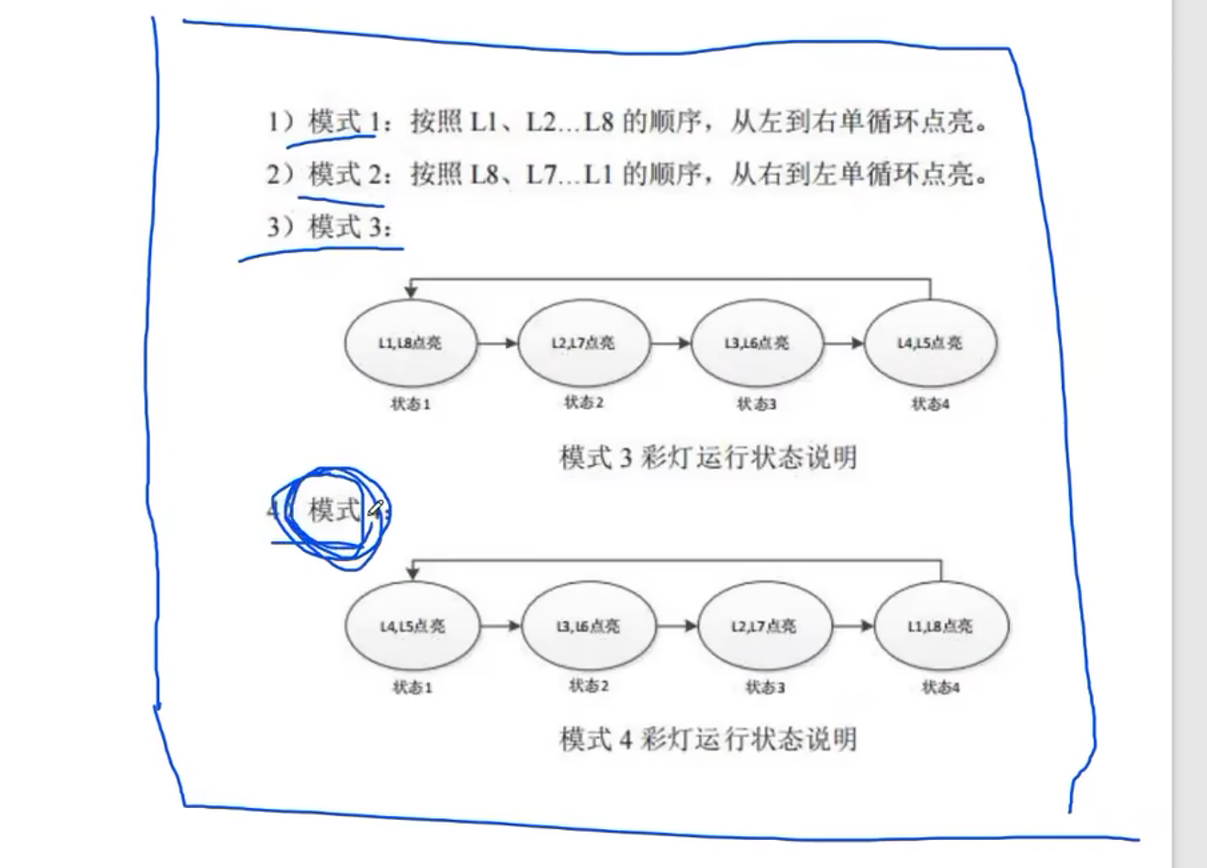 1）模式 1：按照 L1、L2…L8 的顺序，从左到右单循环点亮。
2）模式 2：按照 L8、L7…L1 的顺序，从右到左单循环点亮。
3）模式 3：
L1,L8点亮 L2,L7点亮 L3,L6点亮 L4,L5点亮
状态1 状态2 状态3 状态4
模式 3 彩灯运行状态说明
4）模式
L4,L5点亮 L3,L6点亮 L2,L7点亮 L1,L8点亮
状态1 状态2 状态3 状态4
模式 4 彩灯运行状态说明